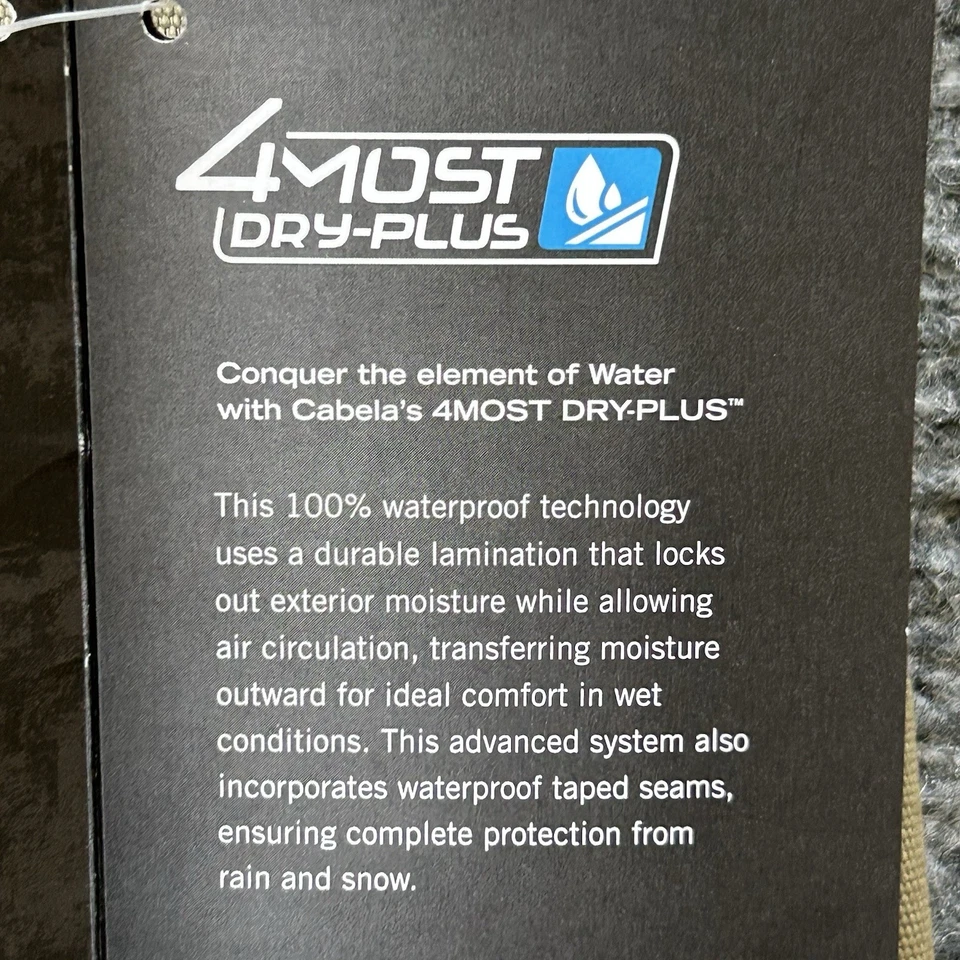 4MOST
DRY-PLUS
Conquer the element of Water
with Cabela's 4MOST DRY-PLUS™
This 100% waterproof technology
uses a durable lamination that locks
out exterior moisture while allowing
air circulation, transferring moisture
outward for ideal comfort in wet
conditions. This advanced system also
incorporates waterproof taped seams,
ensuring complete protection from
rain and snow.